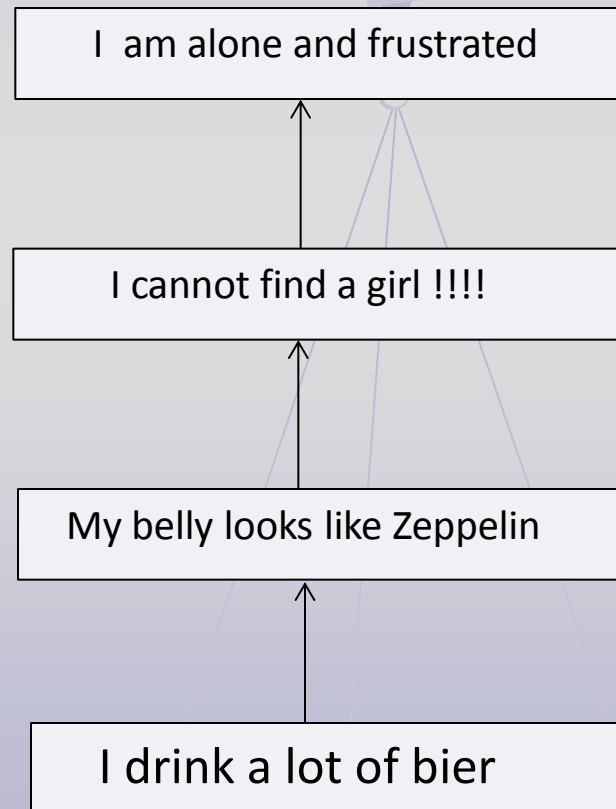 I am alone and frustrated
I cannot find a girl !!!!
My belly looks like Zeppelin
I drink a lot of bier